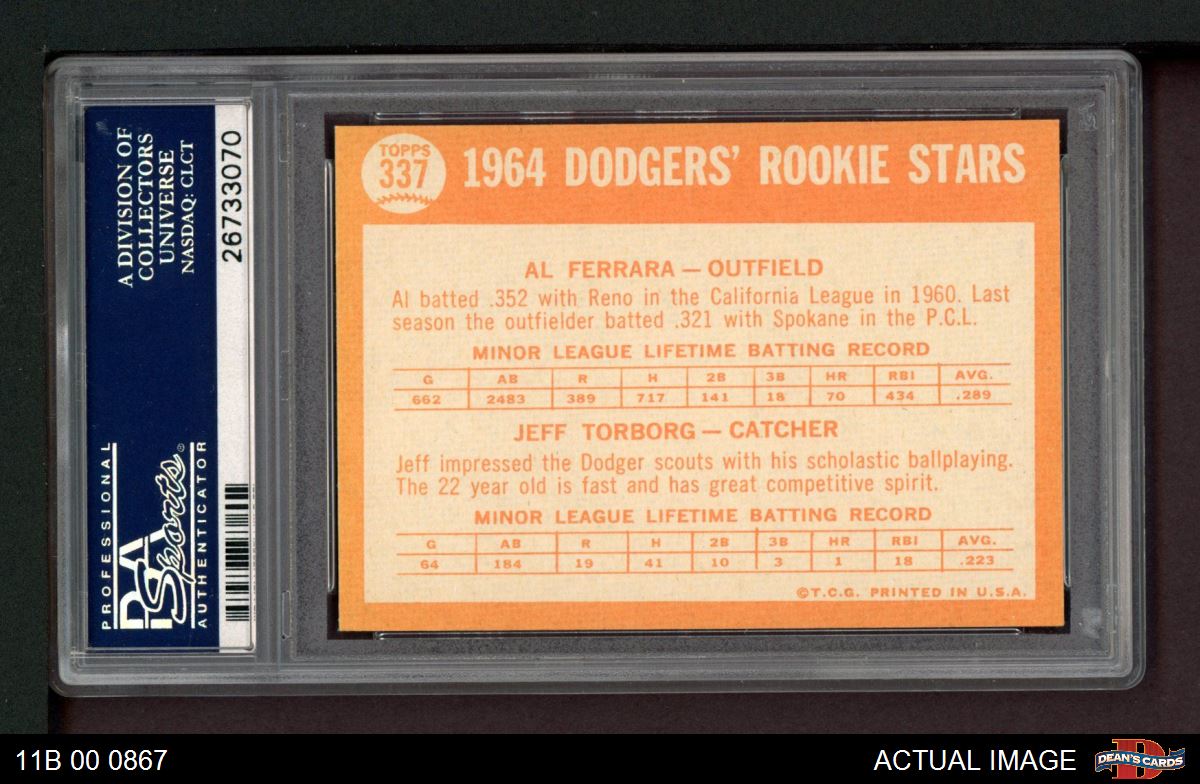 A DIVISION OF
COLLECTORS
UNIVERSE
NASDAQ: CLCT
26733070
PROFESSIONAL
PSA
Sports®
AUTHENTICATOR
TOPPS
337
1964 DODGERS' ROOKIE STARS
AL FERRARA — OUTFIELD
Al batted .352 with Reno in the California League in 1960. Last
season the outfielder batted .321 with Spokane in the P.C.L.
MINOR LEAGUE LIFETIME BATTING RECORD
G AB R H 2B 3B HR RBI AVG.
662 2483 389 717 141 18 70 434 .289
JEFF TORBORG — CATCHER
Jeff impressed the Dodger scouts with his scholastic ballplaying.
The 22 year old is fast and has great competitive spirit.
MINOR LEAGUE LIFETIME BATTING RECORD
G AB R H 2B 3B HR RBI AVG.
64 184 19 41 10 3 1 18 .223
©T.C.G. PRINTED IN U.S.A.
11B 00 0867
ACTUAL IMAGE
D
DEAN'S CARDS